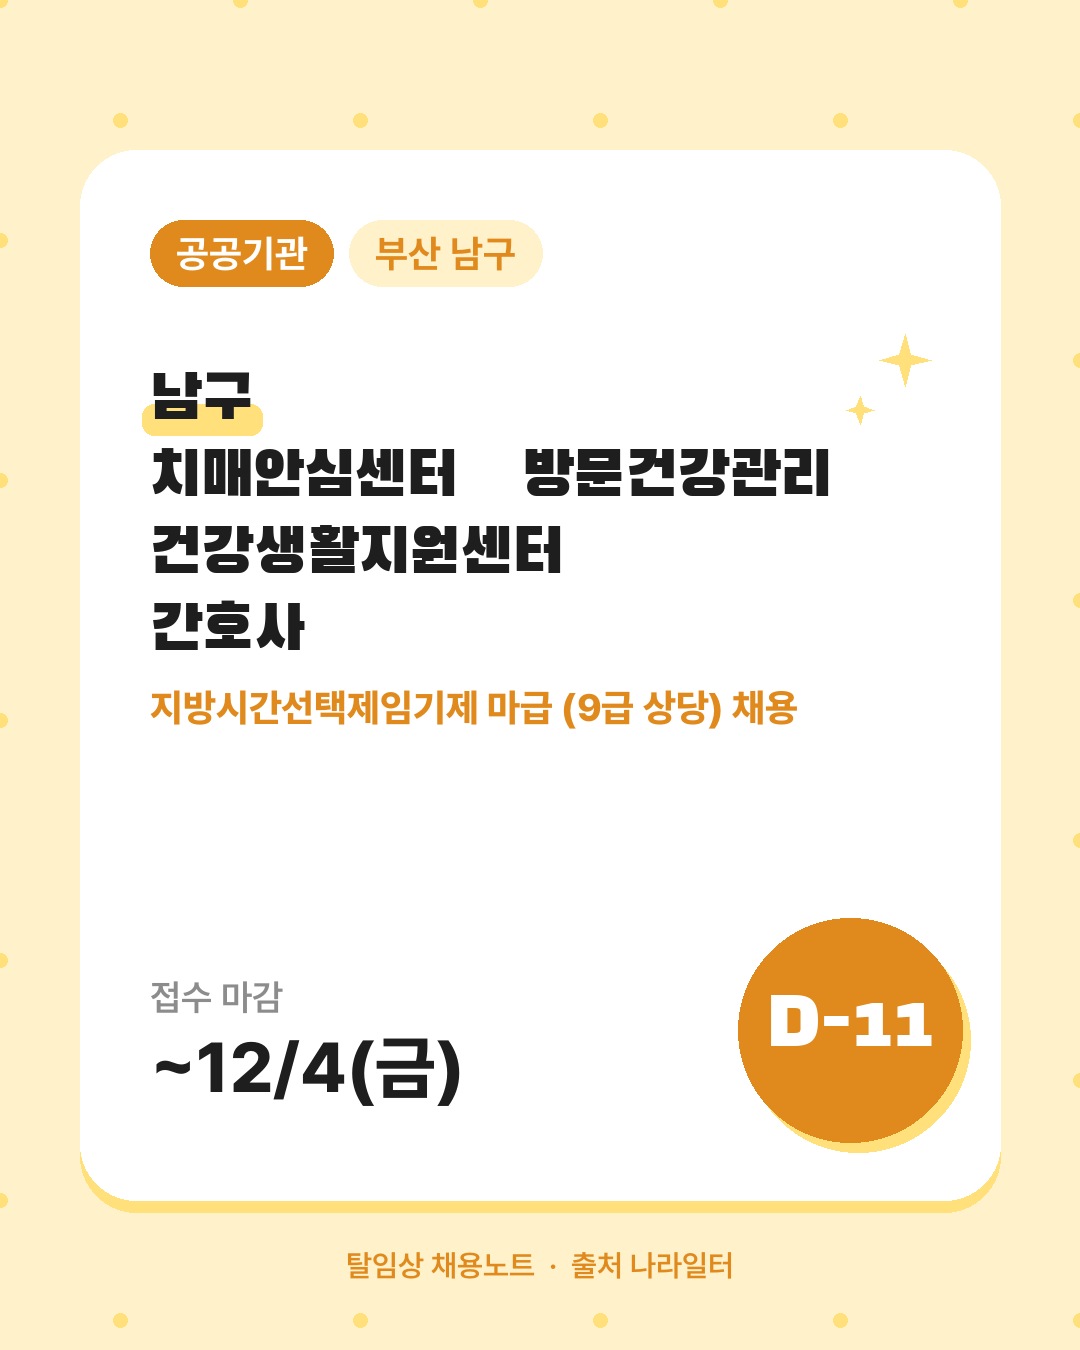 공공기관 부산 남구
남구
치매안심센터 방문건강관리
건강생활지원센터
간호사
지방시간선택제임기제 마급 (9급 상당) 채용
접수 마감
~12/4(금)
D-11
탈임상 채용노트 · 출처 나라일터